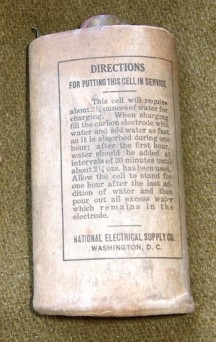 DIRECTIONS
FOR PUTTING THIS CELL IN SERVICE
This cell will require
about 2¼ ounces of water for
charging. When charging
fill the carbon electrode with
water and add water as fast
as it is absorbed during one
hour; after the first hour,
water should be added at
intervals of 30 minutes until
about 2¼ ozs. has been used.
Allow the cell to stand for
one hour after the last ad-
dition of water and then
pour out all excess water
which remains in the
electrode.
NATIONAL ELECTRICAL SUPPLY CO.
WASHINGTON, D. C.